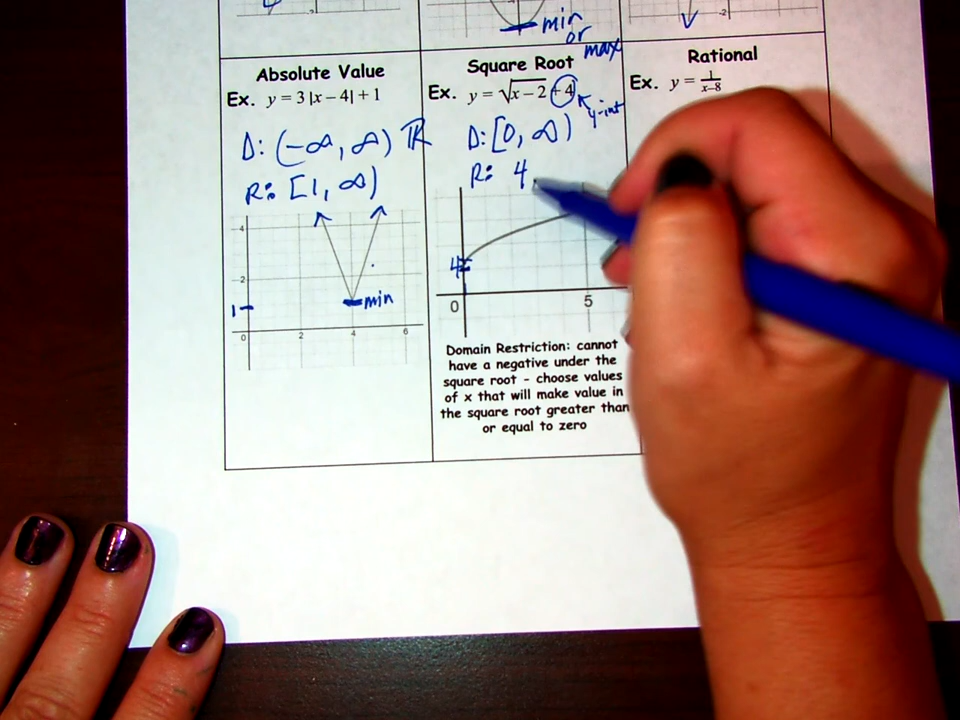 -2
min
or
max
Absolute Value
Ex. y = 3|x − 4| + 1
D: (-∞, ∞) ℝ
R: [1, ∞)
4
2
1
min
0 2 4 6
Square Root
Ex. y = √(x − 2) + 4
y-int
D: [0, ∞)
R: 4,
4
0 5
Domain Restriction: cannot
have a negative under the
square root - choose values
of x that will make value in
the square root greater than
or equal to zero
Rational
Ex. y = 1/(x−8)